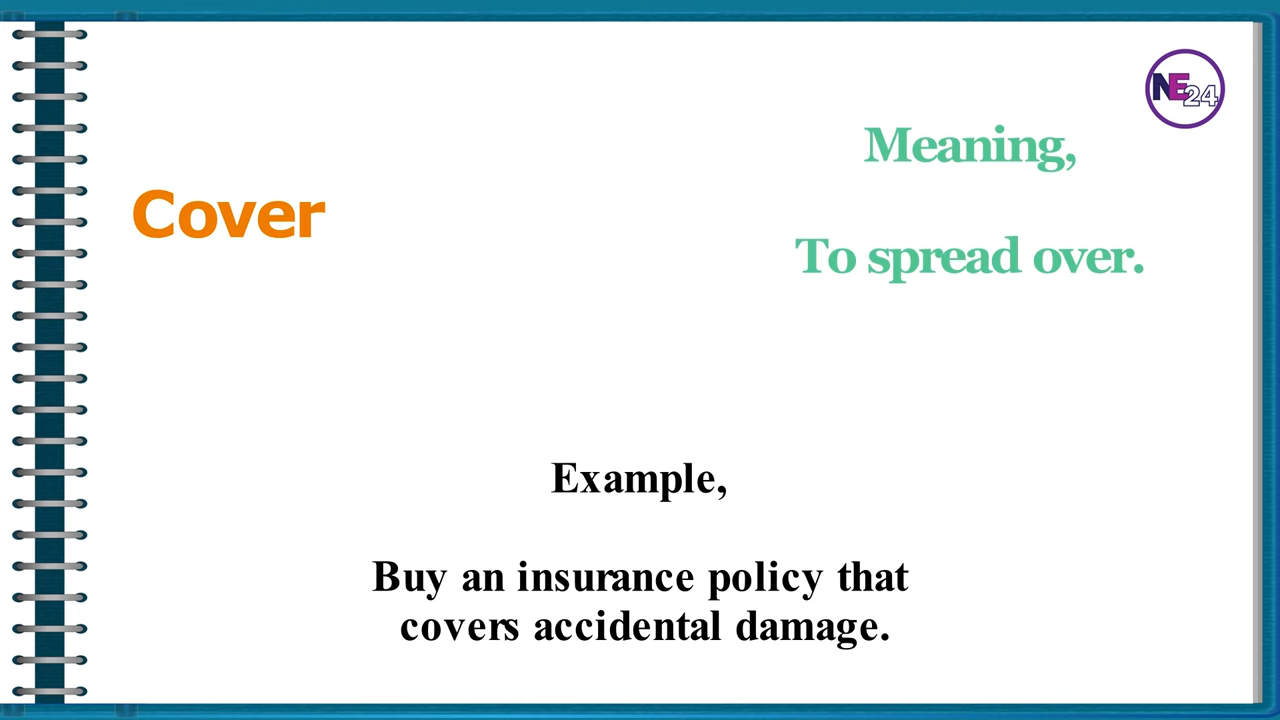 NE24
Meaning,
Cover
To spread over.
Example,
Buy an insurance policy that
covers accidental damage.